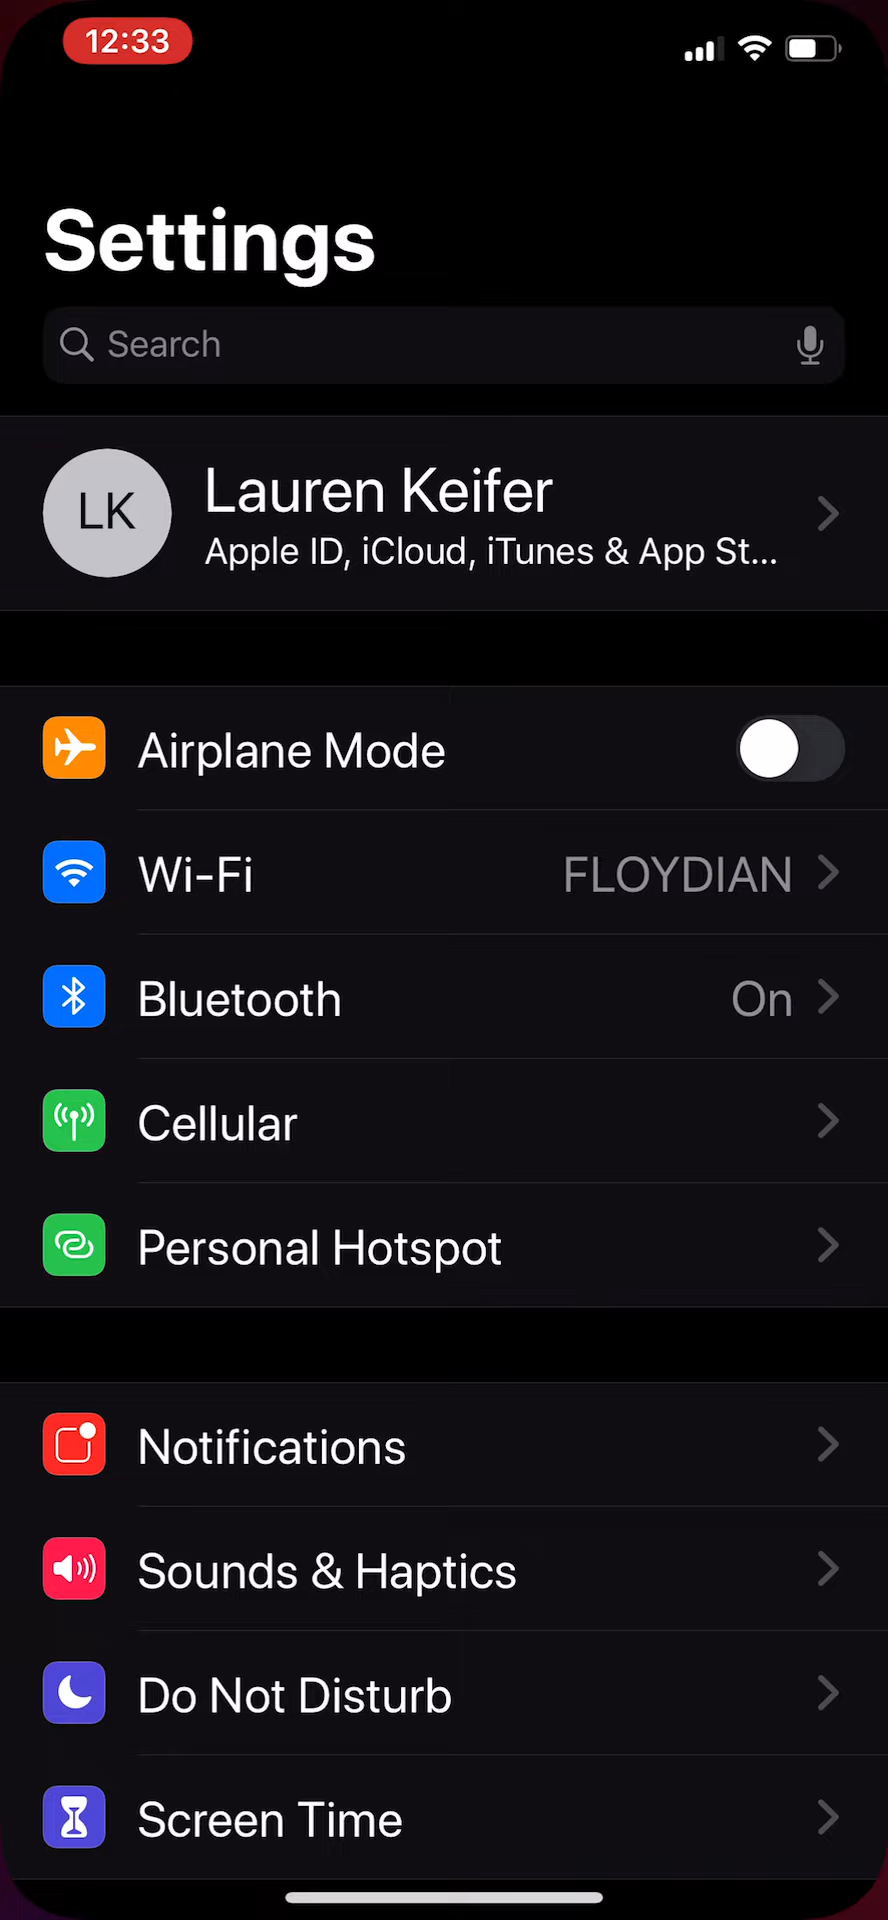 12:33
Settings
Search
LK
Lauren Keifer
Apple ID, iCloud, iTunes & App St...
Airplane Mode
Wi-Fi FLOYDIAN
Bluetooth On
Cellular
Personal Hotspot
Notifications
Sounds & Haptics
Do Not Disturb
Screen Time